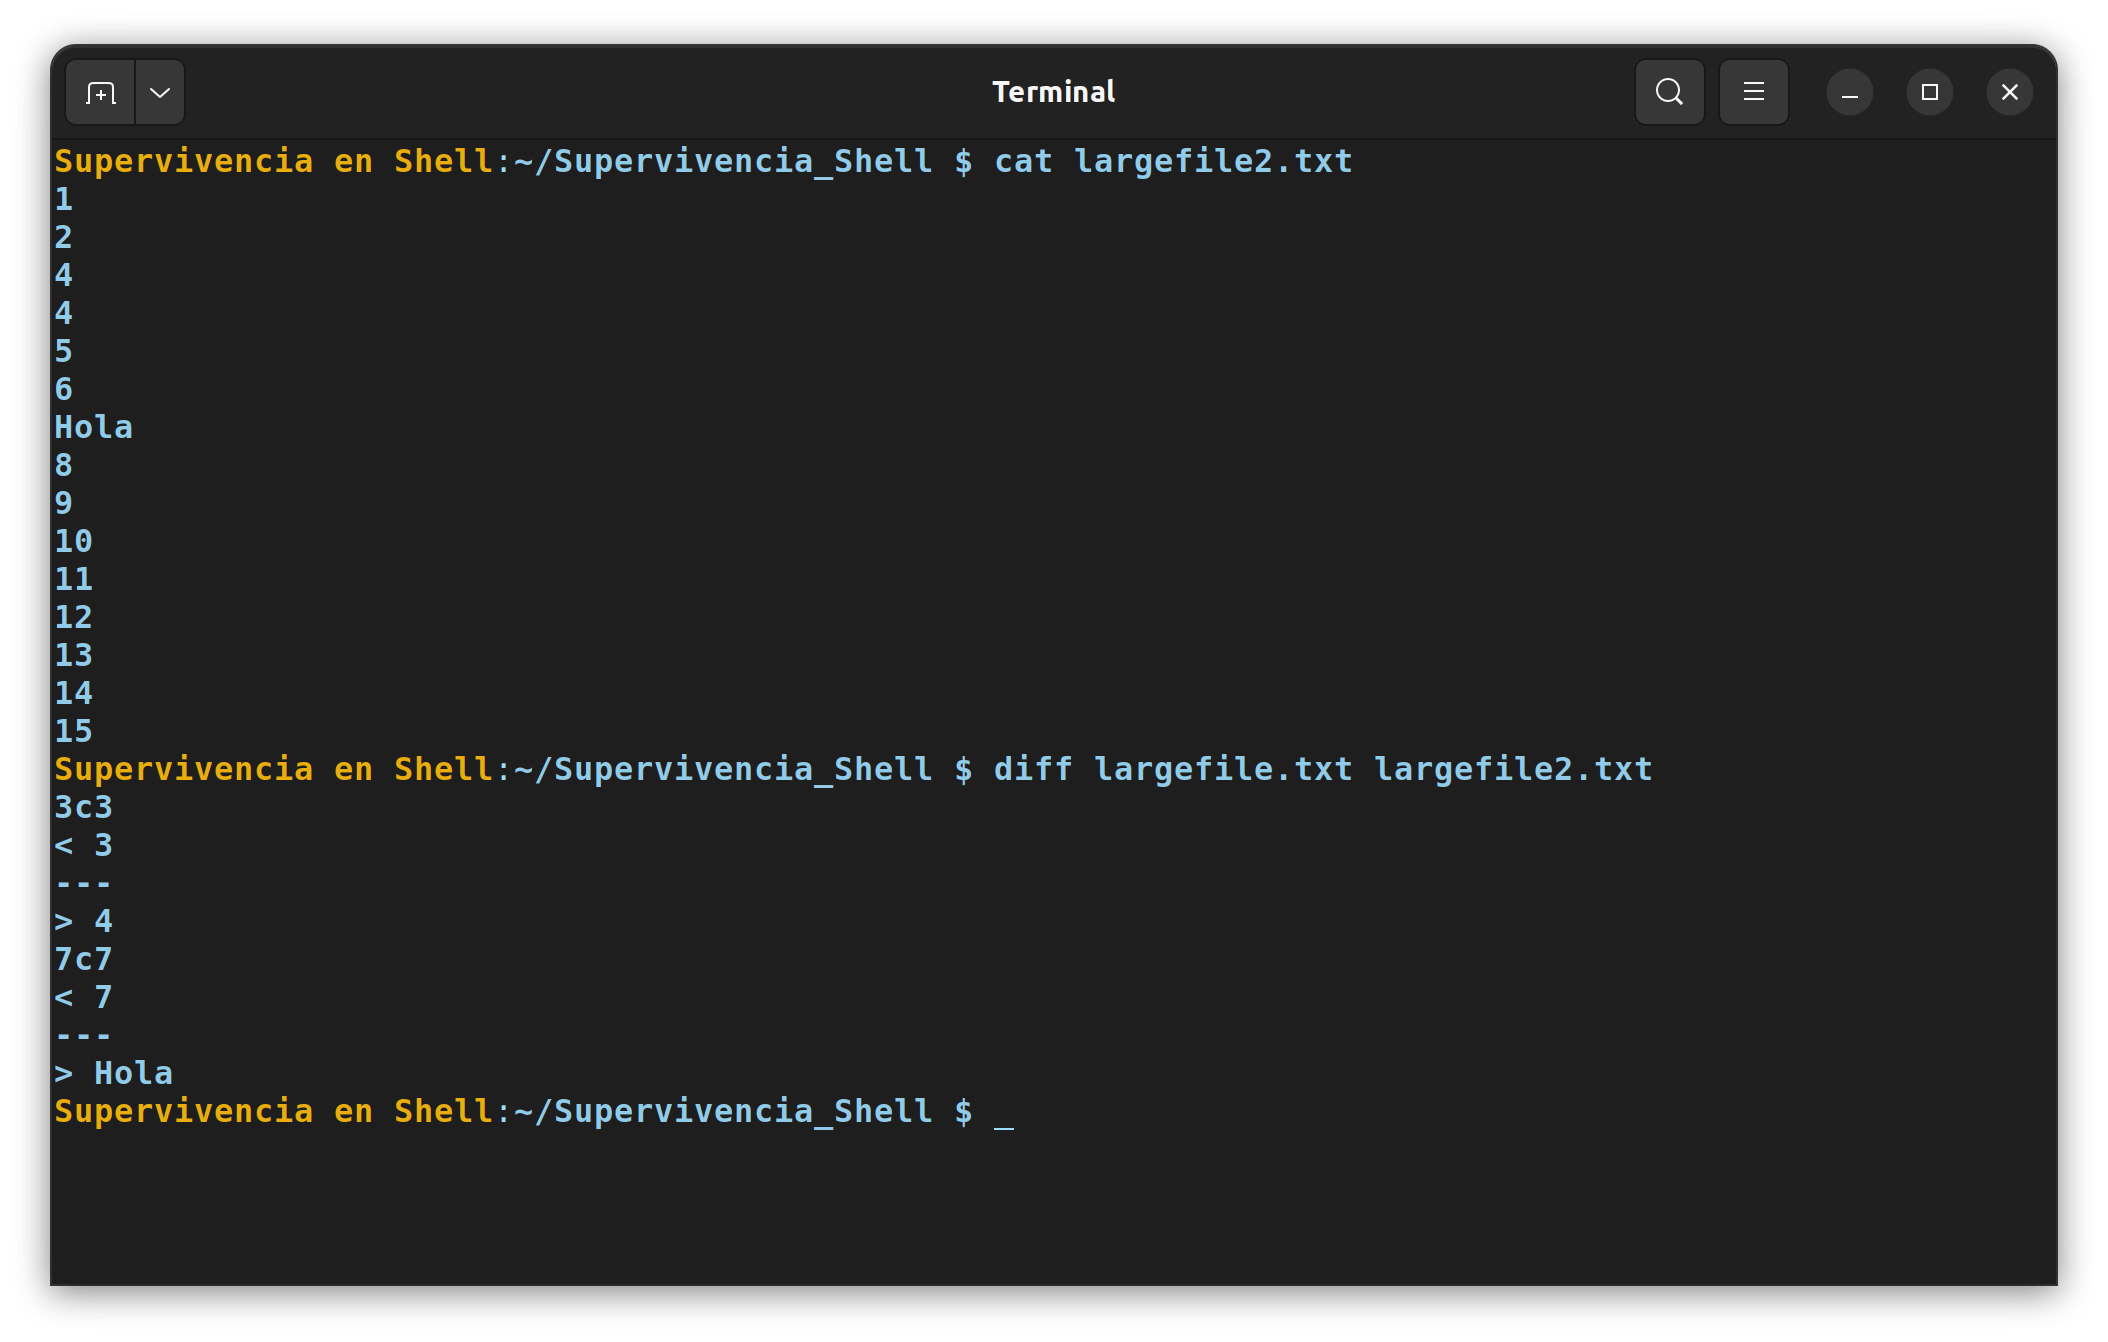 Terminal
Supervivencia en Shell:~/Supervivencia_Shell $ cat largefile2.txt
1
2
4
4
5
6
Hola
8
9
10
11
12
13
14
15
Supervivencia en Shell:~/Supervivencia_Shell $ diff largefile.txt largefile2.txt
3c3
< 3
---
> 4
7c7
< 7
---
> Hola
Supervivencia en Shell:~/Supervivencia_Shell $ _